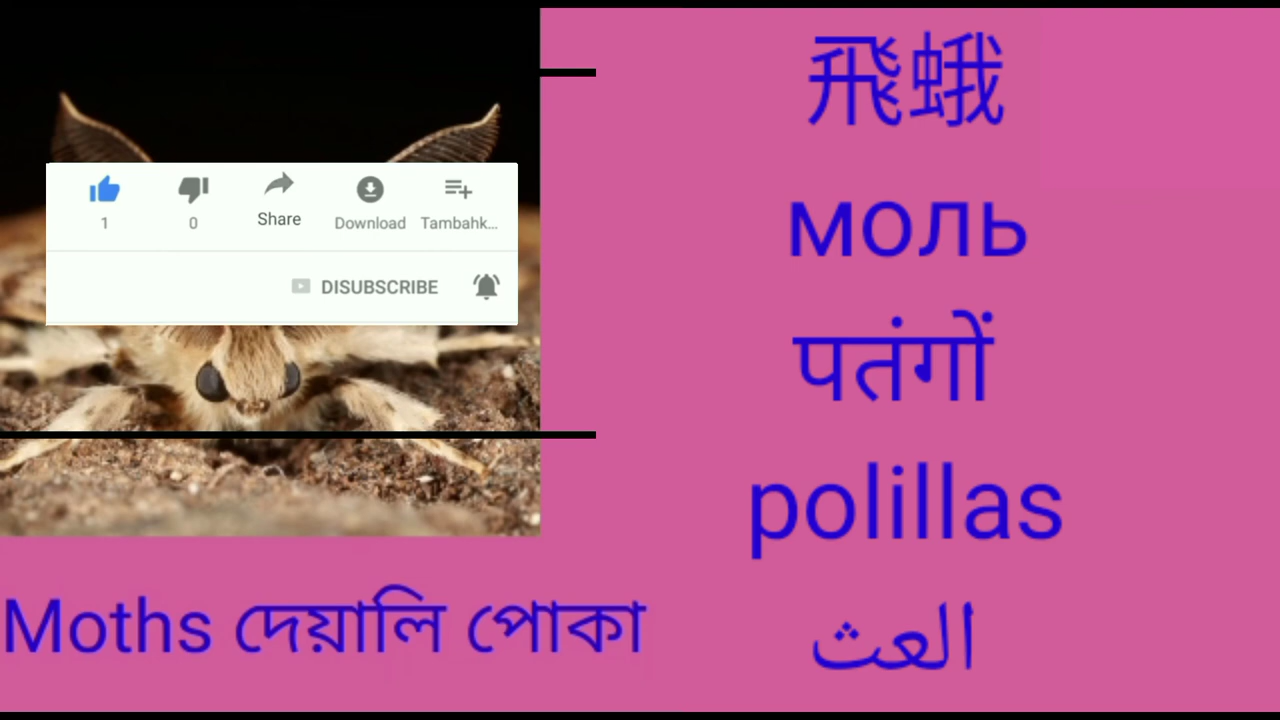 飛蛾
моль
1
0
Share
Download
Tambahk...
DISUBSCRIBE
पतंगों
polillas
Moths দেয়ালি পোকা
العث